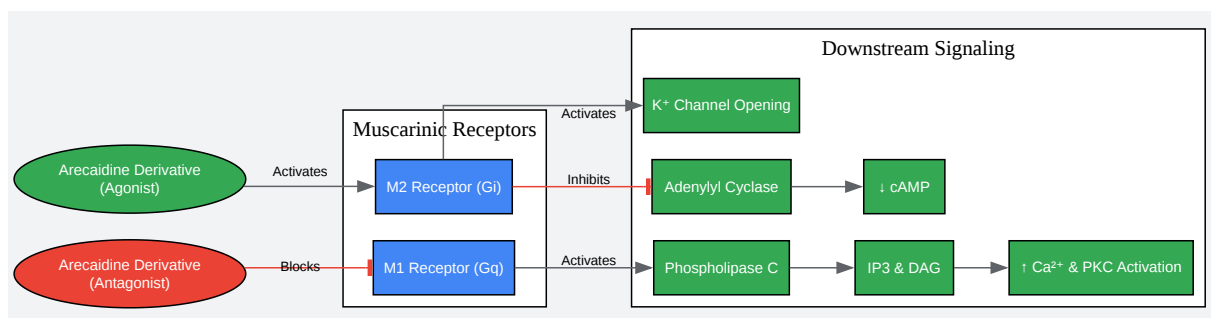 Downstream Signaling
K⁺ Channel Opening
Activates
Muscarinic Receptors
Arecaidine Derivative
(Agonist)
Activates
M2 Receptor (Gi)
Inhibits
Adenylyl Cyclase
↓ cAMP
Arecaidine Derivative
(Antagonist)
Blocks
M1 Receptor (Gq)
Activates
Phospholipase C
IP3 & DAG
↑ Ca²⁺ & PKC Activation